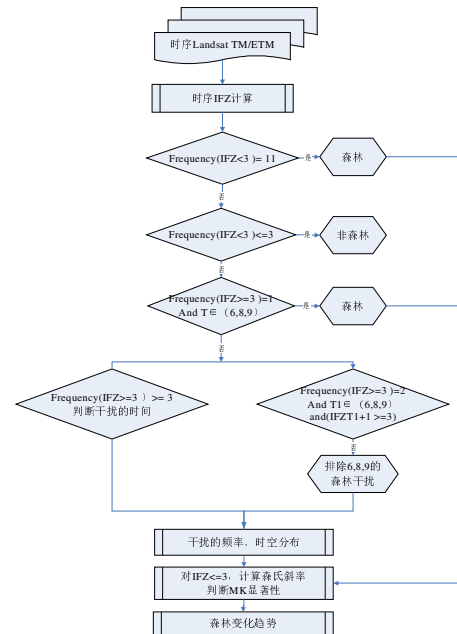 时序Landsat TM/ETM
时序IFZ计算
Frequency(IFZ<3 )= 11
是
森林
否
Frequency(IFZ<3 )<=3
是
非森林
否
Frequency(IFZ>=3 )=1
And T∈（6,8,9）
是
森林
否
Frequency(IFZ>=3 ）>= 3
判断干扰的时间
Frequency(IFZ>=3 )=2
And T1∈（6,8,9）
and(IFZT1+1 >=3)
否
排除6,8,9的
森林干扰
干扰的频率、时空分布
对IFZ<=3，计算森氏斜率
判断MK显著性
森林变化趋势